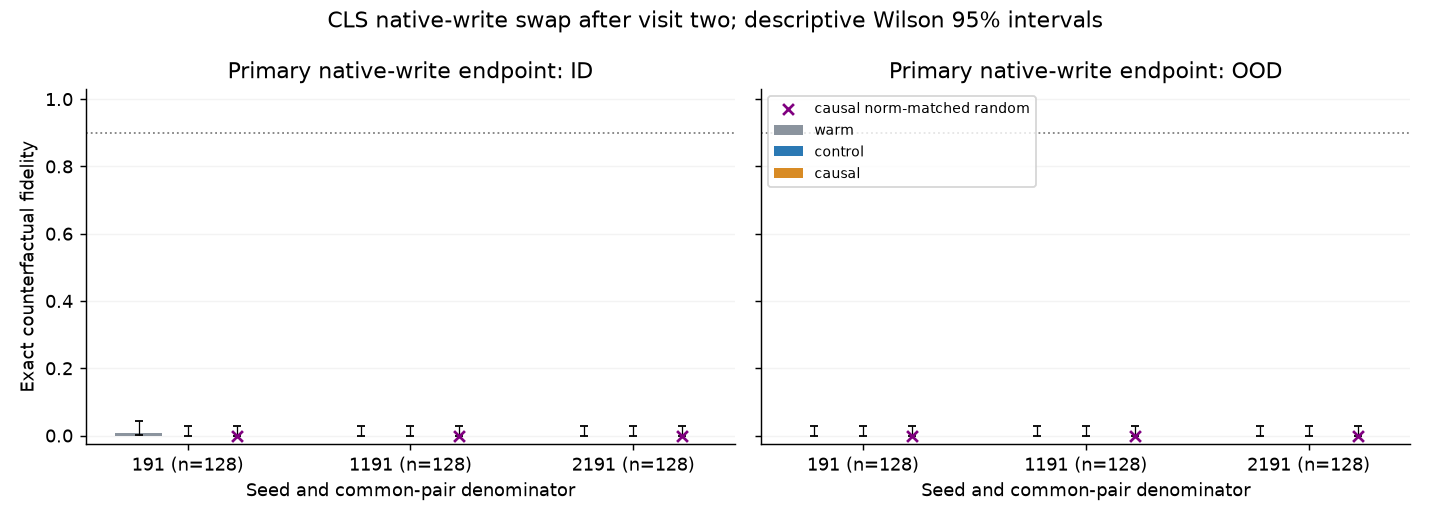 CLS native-write swap after visit two; descriptive Wilson 95% intervals
Primary native-write endpoint: ID
Primary native-write endpoint: OOD
Exact counterfactual fidelity
1.0
0.8
0.6
0.4
0.2
0.0
causal norm-matched random
warm
control
causal
191 (n=128)
1191 (n=128)
2191 (n=128)
191 (n=128)
1191 (n=128)
2191 (n=128)
Seed and common-pair denominator
Seed and common-pair denominator